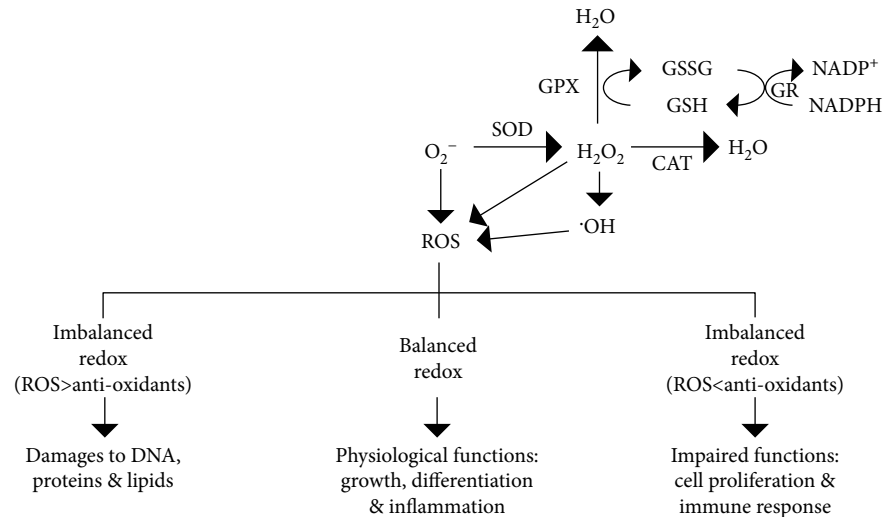 H₂O
GPX
GSSG
GSH
GR
NADP⁺
NADPH
O₂⁻
SOD
H₂O₂
CAT
H₂O
·OH
ROS
Imbalanced
redox
(ROS>anti-oxidants)
Damages to DNA,
proteins & lipids
Balanced
redox
Physiological functions:
growth, differentiation
& inflammation
Imbalanced
redox
(ROS<anti-oxidants)
Impaired functions:
cell proliferation &
immune response